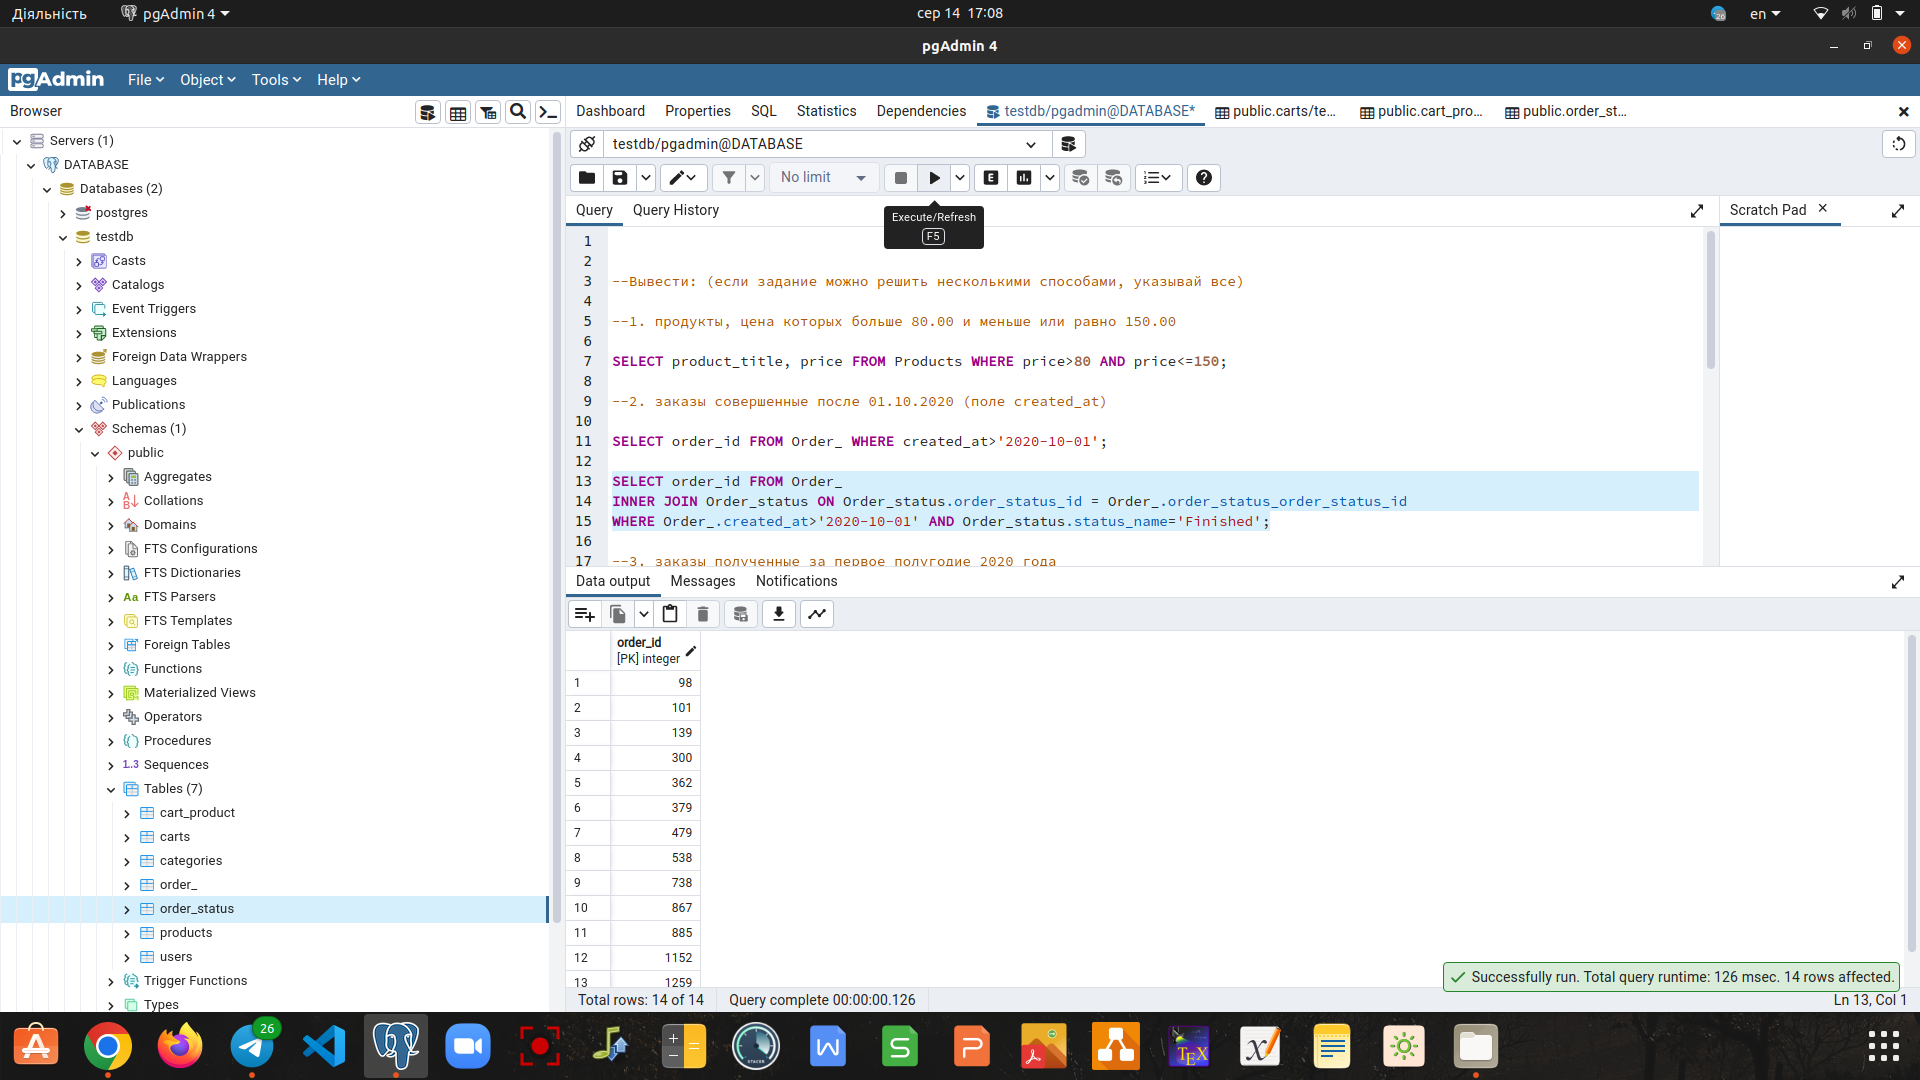 Діяльність
pgAdmin 4
сер 14 17:08
26
en
pgAdmin 4
pgAdmin
File
Object
Tools
Help
Browser
Dashboard
Properties
SQL
Statistics
Dependencies
testdb/pgadmin@DATABASE*
public.carts/te...
public.cart_pro...
public.order_st...
Servers (1)
DATABASE
Databases (2)
postgres
testdb
Casts
Catalogs
Event Triggers
Extensions
Foreign Data Wrappers
Languages
Publications
Schemas (1)
public
Aggregates
Collations
Domains
FTS Configurations
FTS Dictionaries
FTS Parsers
FTS Templates
Foreign Tables
Functions
Materialized Views
Operators
Procedures
1..3 Sequences
Tables (7)
cart_product
carts
categories
order_
order_status
products
users
Trigger Functions
Types
testdb/pgadmin@DATABASE
No limit
E
Query
Query History
Execute/Refresh
F5
Scratch Pad
1
2
3 --Вывести: (если задание можно решить несколькими способами, указывай все)
4
5 --1. продукты, цена которых больше 80.00 и меньше или равно 150.00
6
7 SELECT product_title, price FROM Products WHERE price>80 AND price<=150;
8
9 --2. заказы совершенные после 01.10.2020 (поле created_at)
10
11 SELECT order_id FROM Order_ WHERE created_at>'2020-10-01';
12
13 SELECT order_id FROM Order_
14 INNER JOIN Order_status ON Order_status.order_status_id = Order_.order_status_order_status_id
15 WHERE Order_.created_at>'2020-10-01' AND Order_status.status_name='Finished';
16
17 --3. заказы полученные за первое полугодие 2020 года
Data output
Messages
Notifications
order_id
[PK] integer
1 98
2 101
3 139
4 300
5 362
6 379
7 479
8 538
9 738
10 867
11 885
12 1152
13 1259
Successfully run. Total query runtime: 126 msec. 14 rows affected.
Total rows: 14 of 14
Query complete 00:00:00.126
Ln 13, Col 1
26